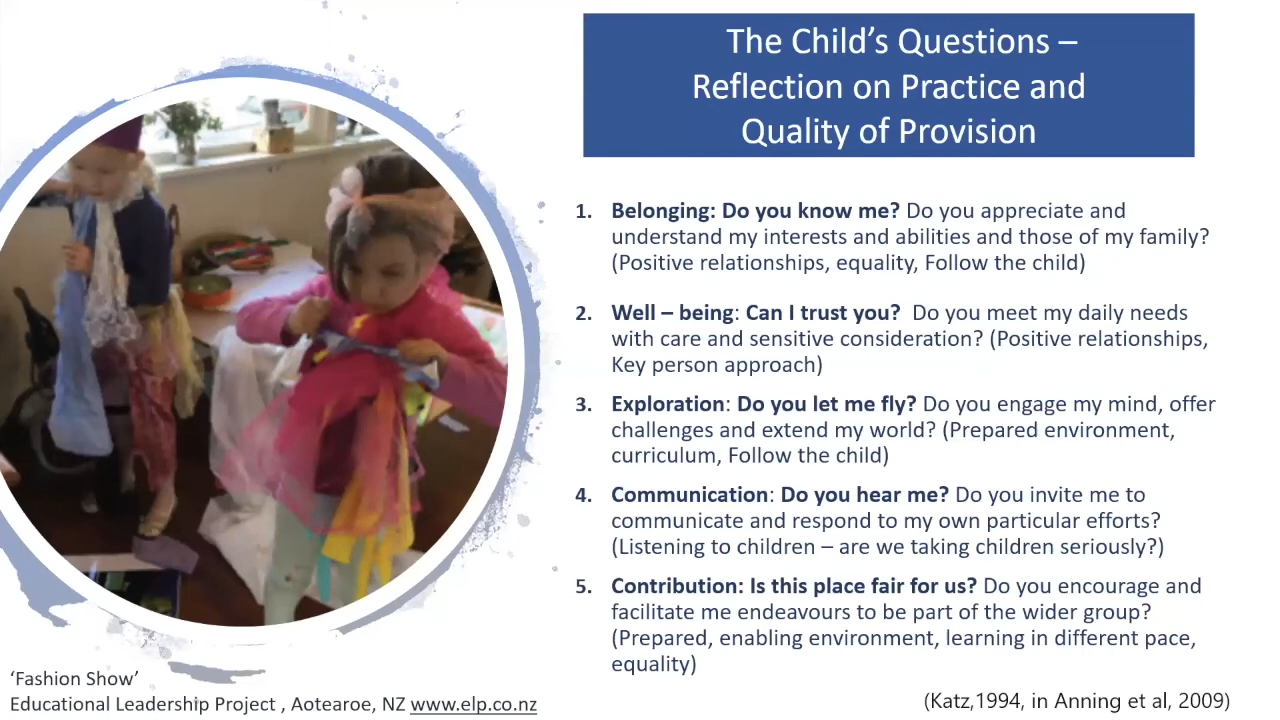 The Child's Questions –
Reflection on Practice and
Quality of Provision
1. Belonging: Do you know me? Do you appreciate and
understand my interests and abilities and those of my family?
(Positive relationships, equality, Follow the child)
2. Well – being: Can I trust you? Do you meet my daily needs
with care and sensitive consideration? (Positive relationships,
Key person approach)
3. Exploration: Do you let me fly? Do you engage my mind, offer
challenges and extend my world? (Prepared environment,
curriculum, Follow the child)
4. Communication: Do you hear me? Do you invite me to
communicate and respond to my own particular efforts?
(Listening to children – are we taking children seriously?)
5. Contribution: Is this place fair for us? Do you encourage and
facilitate me endeavours to be part of the wider group?
(Prepared, enabling environment, learning in different pace,
equality)
'Fashion Show'
Educational Leadership Project , Aotearoe, NZ www.elp.co.nz
(Katz,1994, in Anning et al, 2009)